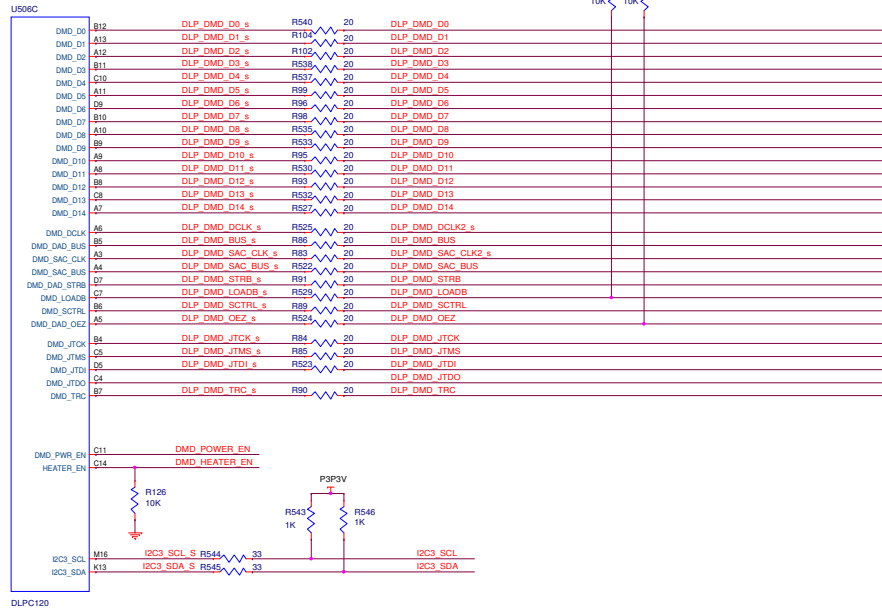 10K 10K
U506C
DMD_D0 B12 DLP_DMD_D0_s R540 20 DLP_DMD_D0
DMD_D1 A13 DLP_DMD_D1_s R104 20 DLP_DMD_D1
DMD_D2 A12 DLP_DMD_D2_s R102 20 DLP_DMD_D2
DMD_D3 B11 DLP_DMD_D3_s R538 20 DLP_DMD_D3
DMD_D4 C10 DLP_DMD_D4_s R537 20 DLP_DMD_D4
DMD_D5 A11 DLP_DMD_D5_s R99 20 DLP_DMD_D5
DMD_D6 D9 DLP_DMD_D6_s R96 20 DLP_DMD_D6
DMD_D7 B10 DLP_DMD_D7_s R98 20 DLP_DMD_D7
DMD_D8 A10 DLP_DMD_D8_s R535 20 DLP_DMD_D8
DMD_D9 B9 DLP_DMD_D9_s R533 20 DLP_DMD_D9
DMD_D10 A9 DLP_DMD_D10_s R95 20 DLP_DMD_D10
DMD_D11 A8 DLP_DMD_D11_s R530 20 DLP_DMD_D11
DMD_D12 B8 DLP_DMD_D12_s R93 20 DLP_DMD_D12
DMD_D13 C8 DLP_DMD_D13_s R532 20 DLP_DMD_D13
DMD_D14 A7 DLP_DMD_D14_s R527 20 DLP_DMD_D14
DMD_DCLK A6 DLP_DMD_DCLK_s R525 20 DLP_DMD_DCLK2_s
DMD_DAD_BUS B5 DLP_DMD_BUS_s R86 20 DLP_DMD_BUS
DMD_SAC_CLK A3 DLP_DMD_SAC_CLK_s R83 20 DLP_DMD_SAC_CLK2_s
DMD_SAC_BUS A4 DLP_DMD_SAC_BUS_s R522 20 DLP_DMD_SAC_BUS
DMD_DAD_STRB D7 DLP_DMD_STRB_s R91 20 DLP_DMD_STRB
DMD_LOADB C7 DLP_DMD_LOADB_s R529 20 DLP_DMD_LOADB
DMD_SCTRL B6 DLP_DMD_SCTRL_s R89 20 DLP_DMD_SCTRL
DMD_DAD_OEZ A5 DLP_DMD_OEZ_s R524 20 DLP_DMD_OEZ
DMD_JTCK B4 DLP_DMD_JTCK_s R84 20 DLP_DMD_JTCK
DMD_JTMS C5 DLP_DMD_JTMS_s R85 20 DLP_DMD_JTMS
DMD_JTDI D5 DLP_DMD_JTDI_s R523 20 DLP_DMD_JTDI
DMD_JTDO C4 DLP_DMD_JTDO
DMD_TRC B7 DLP_DMD_TRC_s R90 20 DLP_DMD_TRC
DMD_PWR_EN C11 DMD_POWER_EN
HEATER_EN C14 DMD_HEATER_EN
R126
10K
P3P3V
R543 R546
1K 1K
I2C3_SCL M16 I2C3_SCL_S R544 33 I2C3_SCL
I2C3_SDA K13 I2C3_SDA_S R545 33 I2C3_SDA
DLPC120